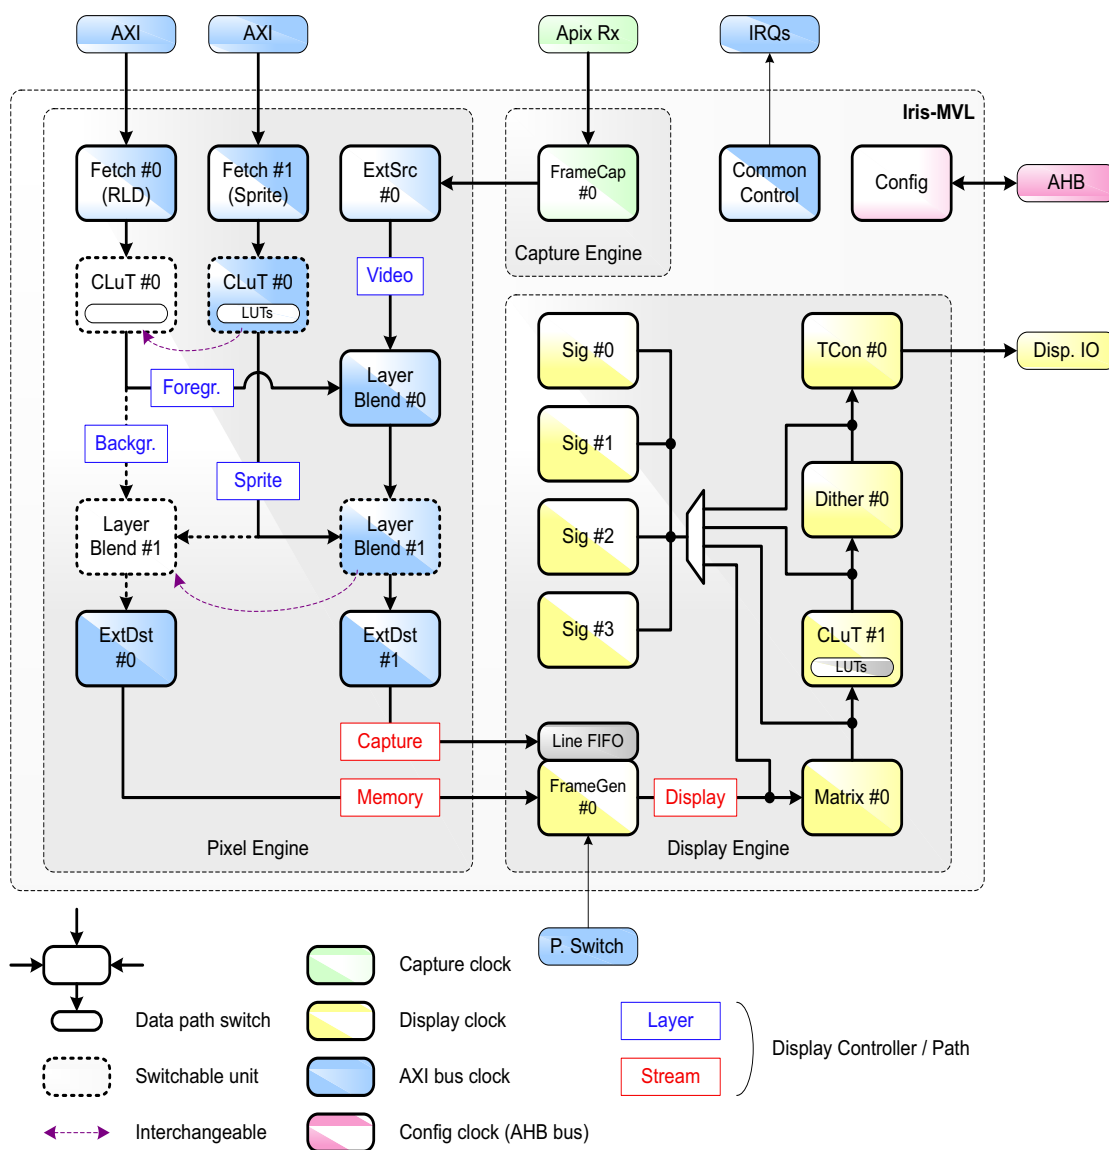 AXI
AXI
Apix Rx
IRQs
Iris-MVL
Fetch #0
(RLD)
Fetch #1
(Sprite)
ExtSrc
#0
FrameCap
#0
Common
Control
Config
AHB
Capture Engine
CLuT #0
CLuT #0
LUTs
Video
Sig #0
TCon #0
Disp. IO
Foregr.
Layer
Blend #0
Backgr.
Sig #1
Sprite
Dither #0
Layer
Blend #1
Layer
Blend #1
Sig #2
ExtDst
#0
ExtDst
#1
Sig #3
CLuT #1
LUTs
Capture
Line FIFO
Memory
FrameGen
#0
Display
Matrix #0
Pixel Engine
Display Engine
P. Switch
Capture clock
Data path switch
Display clock
Layer
Display Controller / Path
Switchable unit
AXI bus clock
Stream
Interchangeable
Config clock (AHB bus)